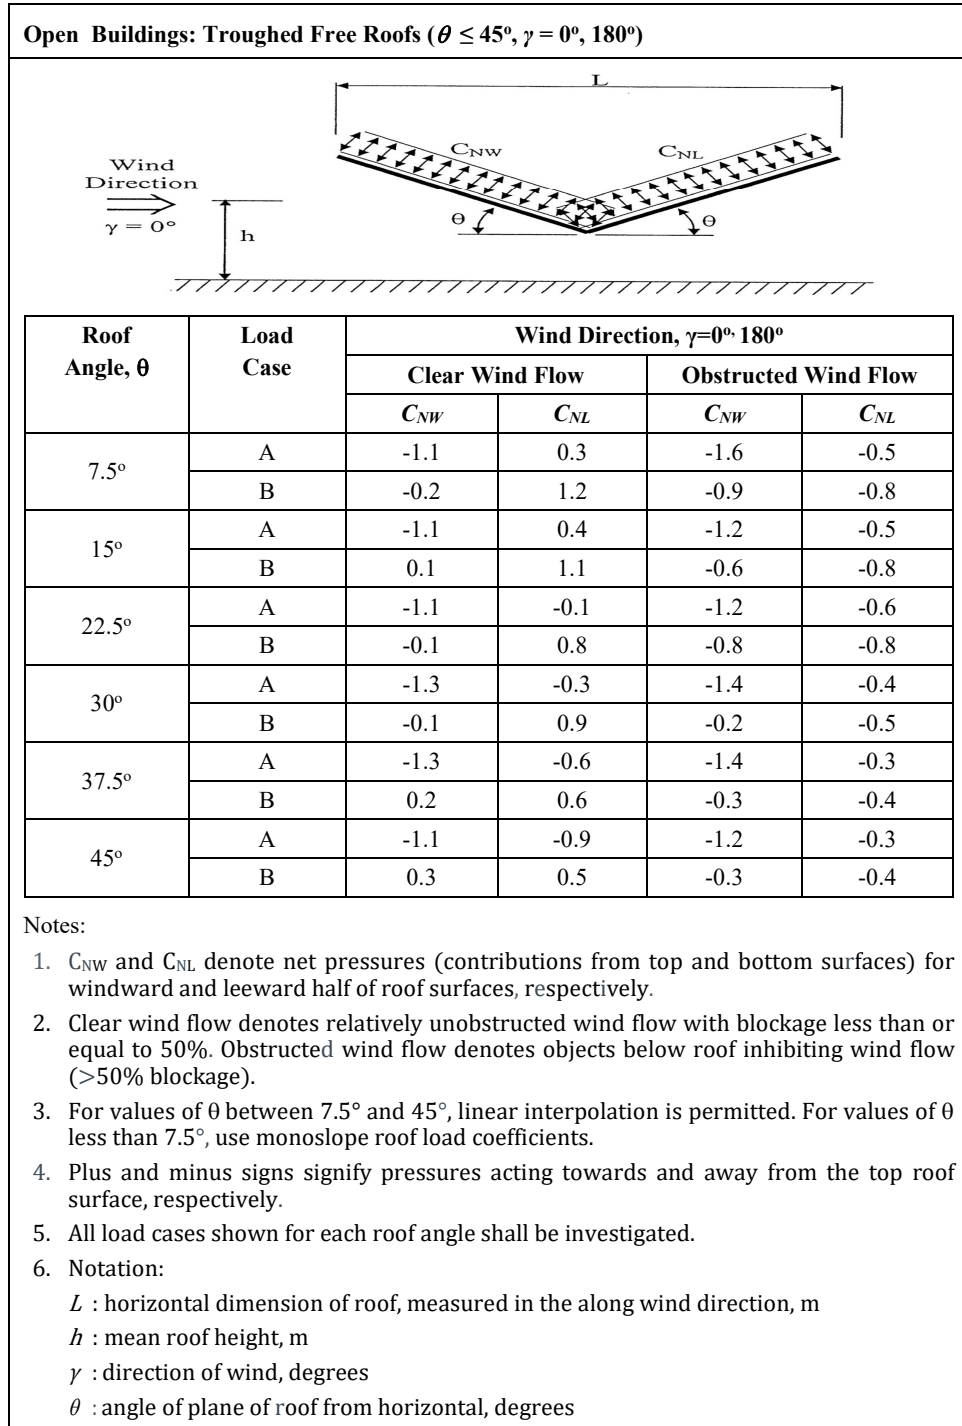 Open Buildings: Troughed Free Roofs (θ ≤ 45º, γ = 0º, 180º)
L
Wind
Direction
γ = 0°
h
CNW
CNL
θ
θ
Roof Angle, θ | Load Case | Wind Direction, γ=0º, 180º
Clear Wind Flow | Obstructed Wind Flow
CNW | CNL | CNW | CNL
7.5º | A | -1.1 | 0.3 | -1.6 | -0.5
B | -0.2 | 1.2 | -0.9 | -0.8
15º | A | -1.1 | 0.4 | -1.2 | -0.5
B | 0.1 | 1.1 | -0.6 | -0.8
22.5º | A | -1.1 | -0.1 | -1.2 | -0.6
B | -0.1 | 0.8 | -0.8 | -0.8
30º | A | -1.3 | -0.3 | -1.4 | -0.4
B | -0.1 | 0.9 | -0.2 | -0.5
37.5º | A | -1.3 | -0.6 | -1.4 | -0.3
B | 0.2 | 0.6 | -0.3 | -0.4
45º | A | -1.1 | -0.9 | -1.2 | -0.3
B | 0.3 | 0.5 | -0.3 | -0.4
Notes:
1. CNW and CNL denote net pressures (contributions from top and bottom surfaces) for
windward and leeward half of roof surfaces, respectively.
2. Clear wind flow denotes relatively unobstructed wind flow with blockage less than or
equal to 50%. Obstructed wind flow denotes objects below roof inhibiting wind flow
(>50% blockage).
3. For values of θ between 7.5° and 45°, linear interpolation is permitted. For values of θ
less than 7.5°, use monoslope roof load coefficients.
4. Plus and minus signs signify pressures acting towards and away from the top roof
surface, respectively.
5. All load cases shown for each roof angle shall be investigated.
6. Notation:
L : horizontal dimension of roof, measured in the along wind direction, m
h : mean roof height, m
γ : direction of wind, degrees
θ : angle of plane of roof from horizontal, degrees